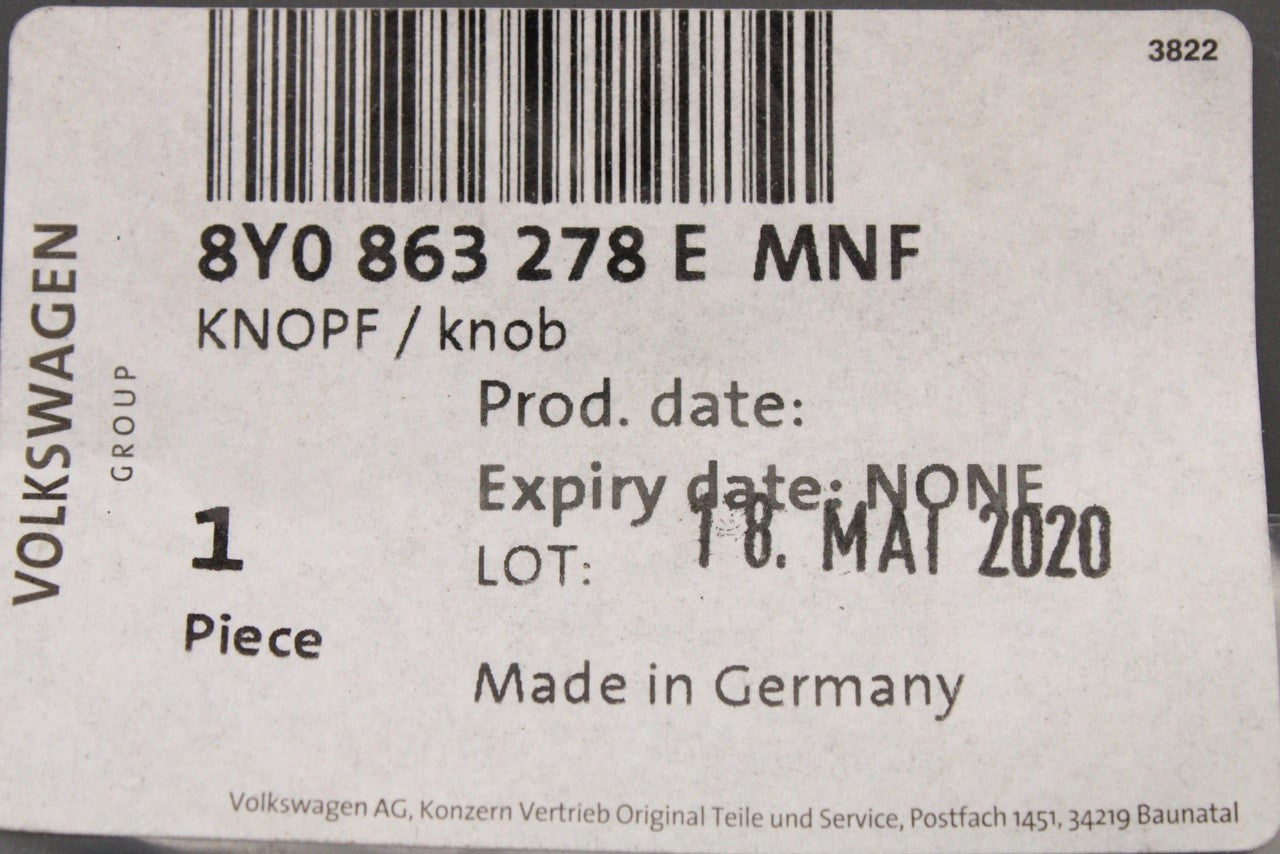 3822
8Y0 863 278 E MNF
KNOPF / knob
Prod. date:
Expiry date: NONE
18. MAI 2020
LOT:
1
Piece
Made in Germany
VOLKSWAGEN
GROUP
Volkswagen AG, Konzern Vertrieb Original Teile und Service, Postfach 1451, 34219 Baunatal